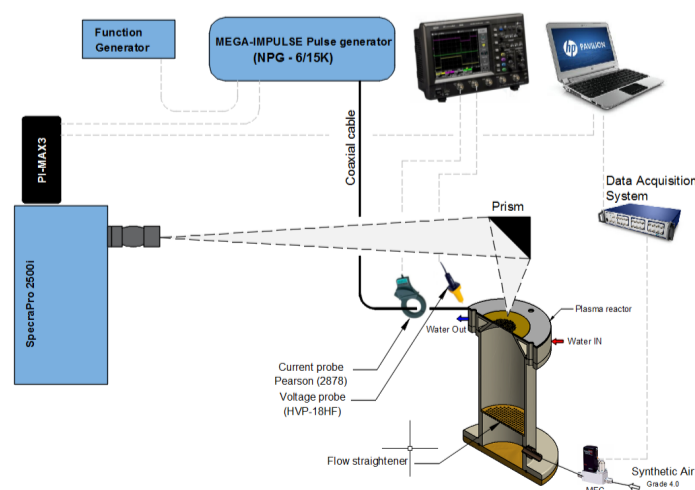 Function
Generator
MEGA-IMPULSE Pulse generator
(NPG - 6/15K)
hp PAVILION
PI-MAX3
Coaxial cable
Data Acquisition
System
Prism
SpecraPro 2500i
Plasma reactor
Water Out
Water IN
Current probe
Pearson (2878)
Voltage probe
(HVP-18HF)
Flow straightener
Synthetic Air
Grade 4.0
MFC